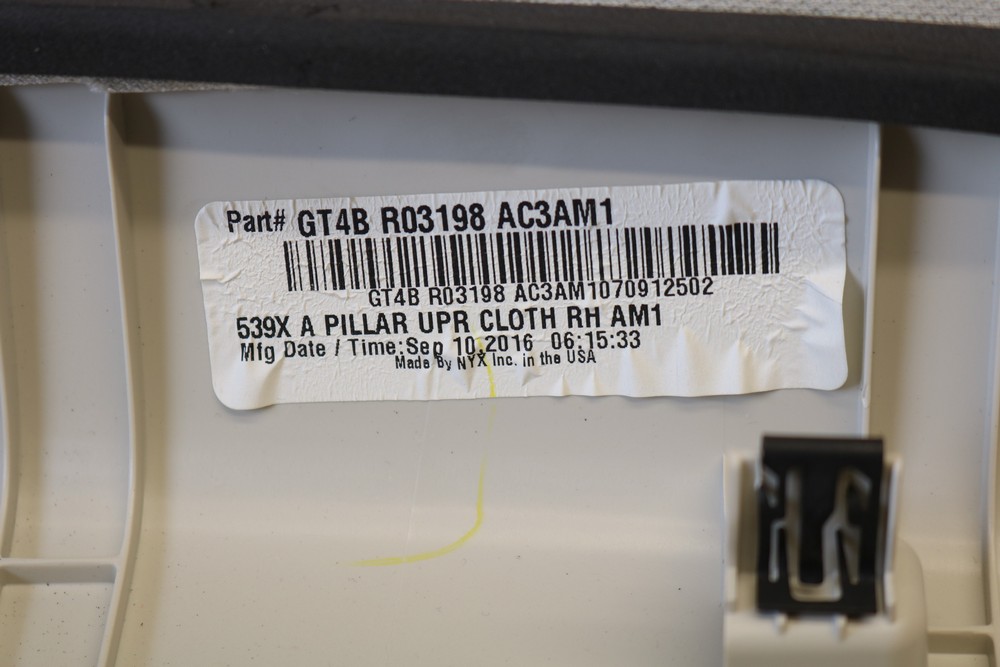 Part# GT4B R03198 AC3AM1
GT4B R03198 AC3AM1070912502
539X A PILLAR UPR CLOTH RH AM1
Mfg Date / Time:Sep 10,2016 06:15:33
Made By NYX Inc. in the USA